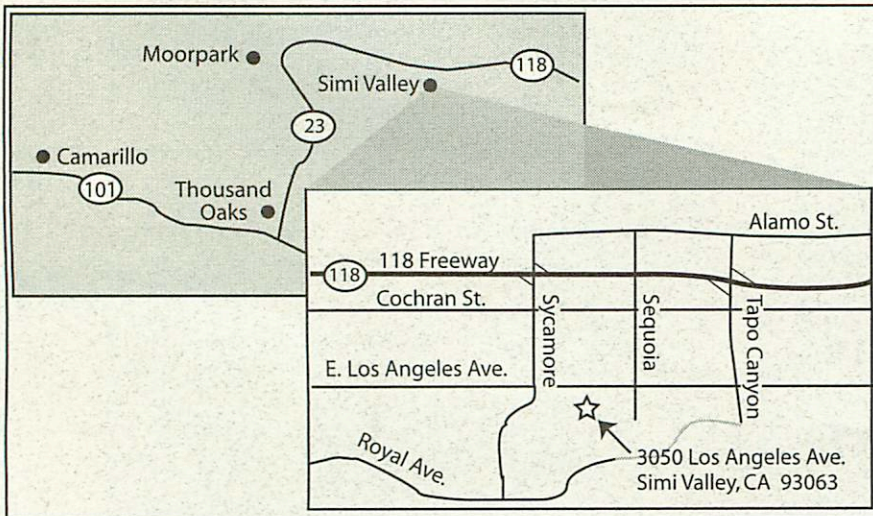 Moorpark
Simi Valley
118
23
Camarillo
101
Thousand
Oaks
Alamo St.
118 Freeway
118
Cochran St.
Sycamore
Sequoia
Tapo Canyon
E. Los Angeles Ave.
Royal Ave.
3050 Los Angeles Ave.
Simi Valley, CA 93063